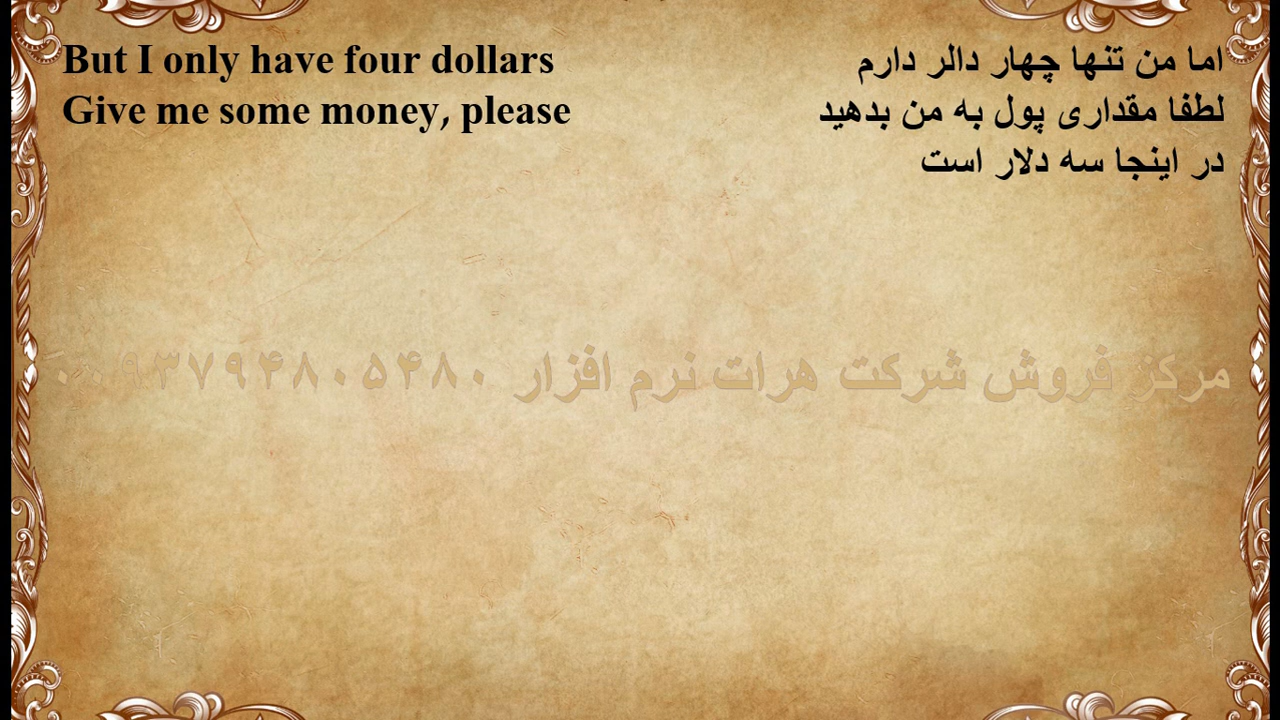 But I only have four dollars
اما من تنها چهار دالر دارم
Give me some money, please
لطفا مقداری پول به من بدهید
در اینجا سه دلار است
مرکز فروش شرکت هرات نرم افزار ۰۰۹۳۷۹۴۸۰۵۴۸۰